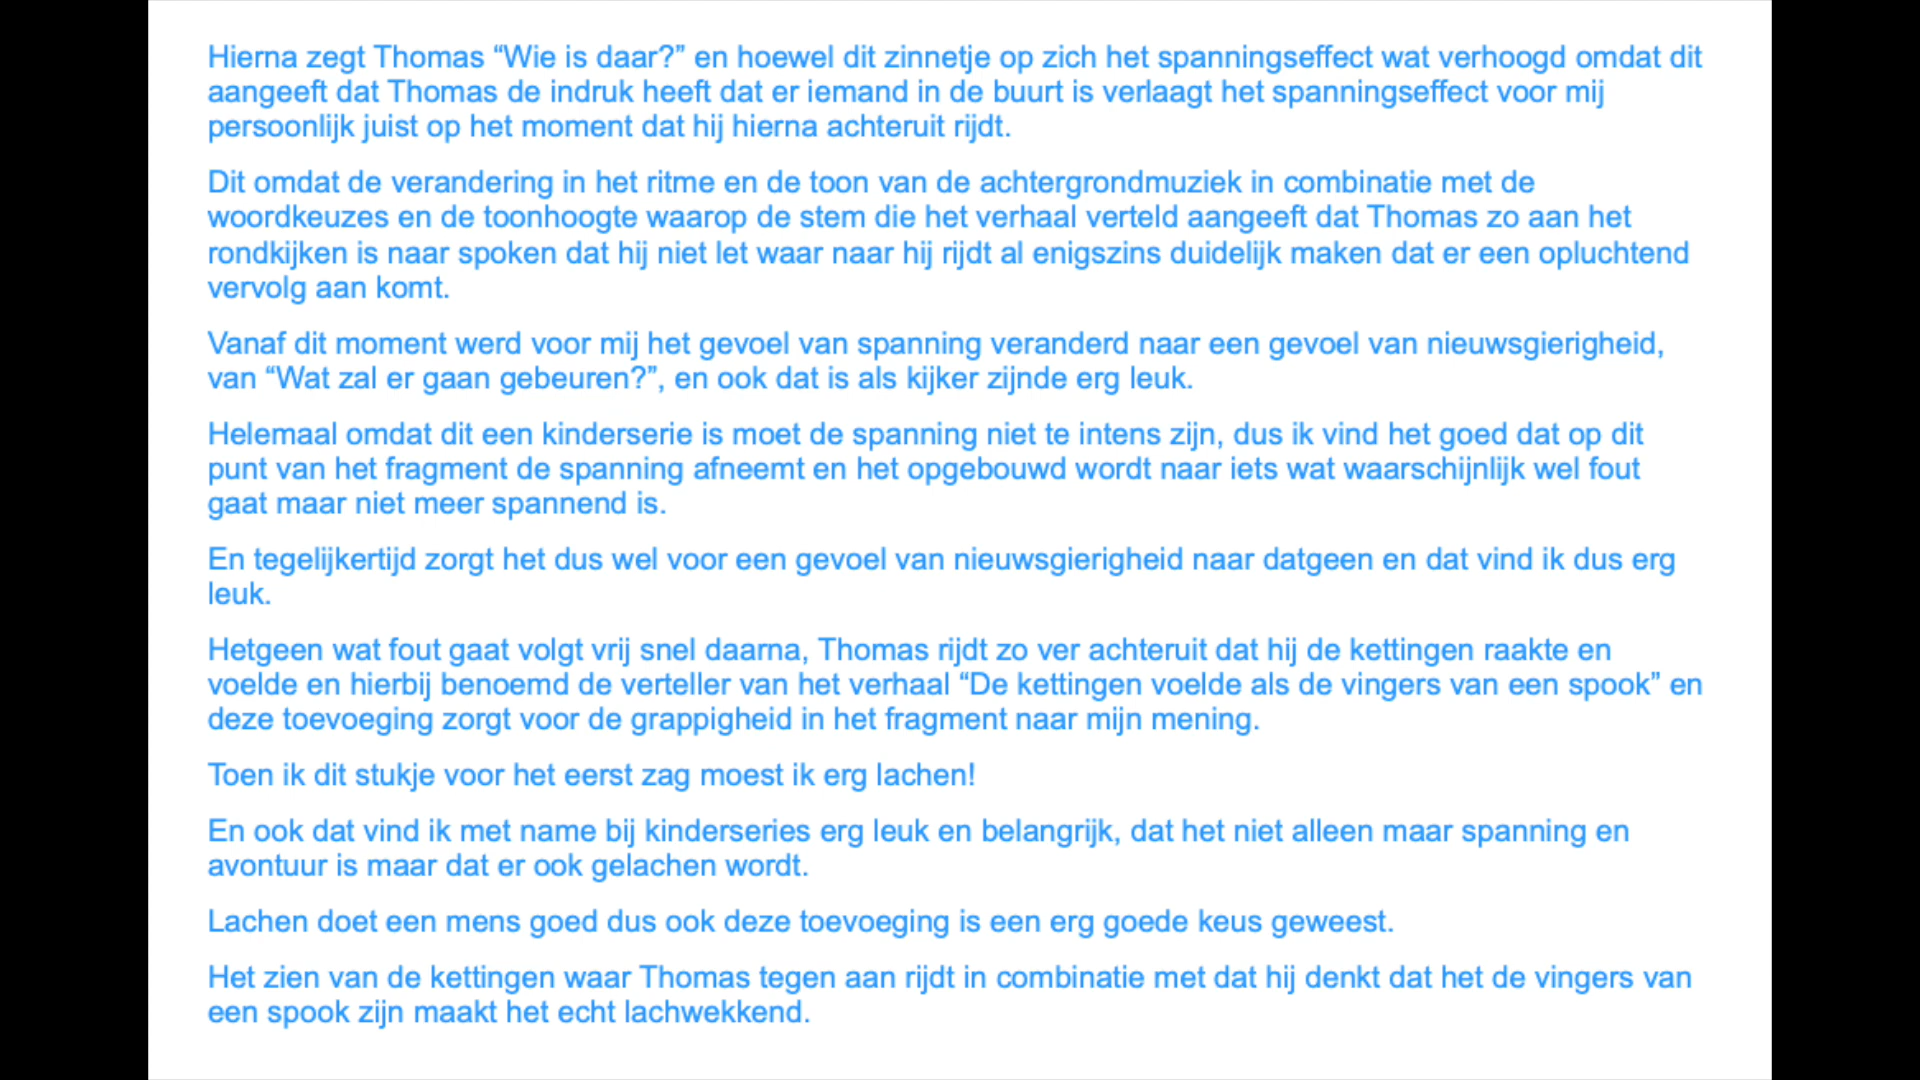 Hierna zegt Thomas “Wie is daar?” en hoewel dit zinnetje op zich het spanningseffect wat verhoogd omdat dit
aangeeft dat Thomas de indruk heeft dat er iemand in de buurt is verlaagt het spanningseffect voor mij
persoonlijk juist op het moment dat hij hierna achteruit rijdt.
Dit omdat de verandering in het ritme en de toon van de achtergrondmuziek in combinatie met de
woordkeuzes en de toonhoogte waarop de stem die het verhaal verteld aangeeft dat Thomas zo aan het
rondkijken is naar spoken dat hij niet let waar naar hij rijdt al enigszins duidelijk maken dat er een opluchtend
vervolg aan komt.
Vanaf dit moment werd voor mij het gevoel van spanning veranderd naar een gevoel van nieuwsgierigheid,
van “Wat zal er gaan gebeuren?”, en ook dat is als kijker zijnde erg leuk.
Helemaal omdat dit een kinderserie is moet de spanning niet te intens zijn, dus ik vind het goed dat op dit
punt van het fragment de spanning afneemt en het opgebouwd wordt naar iets wat waarschijnlijk wel fout
gaat maar niet meer spannend is.
En tegelijkertijd zorgt het dus wel voor een gevoel van nieuwsgierigheid naar datgeen en dat vind ik dus erg
leuk.
Hetgeen wat fout gaat volgt vrij snel daarna, Thomas rijdt zo ver achteruit dat hij de kettingen raakte en
voelde en hierbij benoemd de verteller van het verhaal “De kettingen voelde als de vingers van een spook” en
deze toevoeging zorgt voor de grappigheid in het fragment naar mijn mening.
Toen ik dit stukje voor het eerst zag moest ik erg lachen!
En ook dat vind ik met name bij kinderseries erg leuk en belangrijk, dat het niet alleen maar spanning en
avontuur is maar dat er ook gelachen wordt.
Lachen doet een mens goed dus ook deze toevoeging is een erg goede keus geweest.
Het zien van de kettingen waar Thomas tegen aan rijdt in combinatie met dat hij denkt dat het de vingers van
een spook zijn maakt het echt lachwekkend.